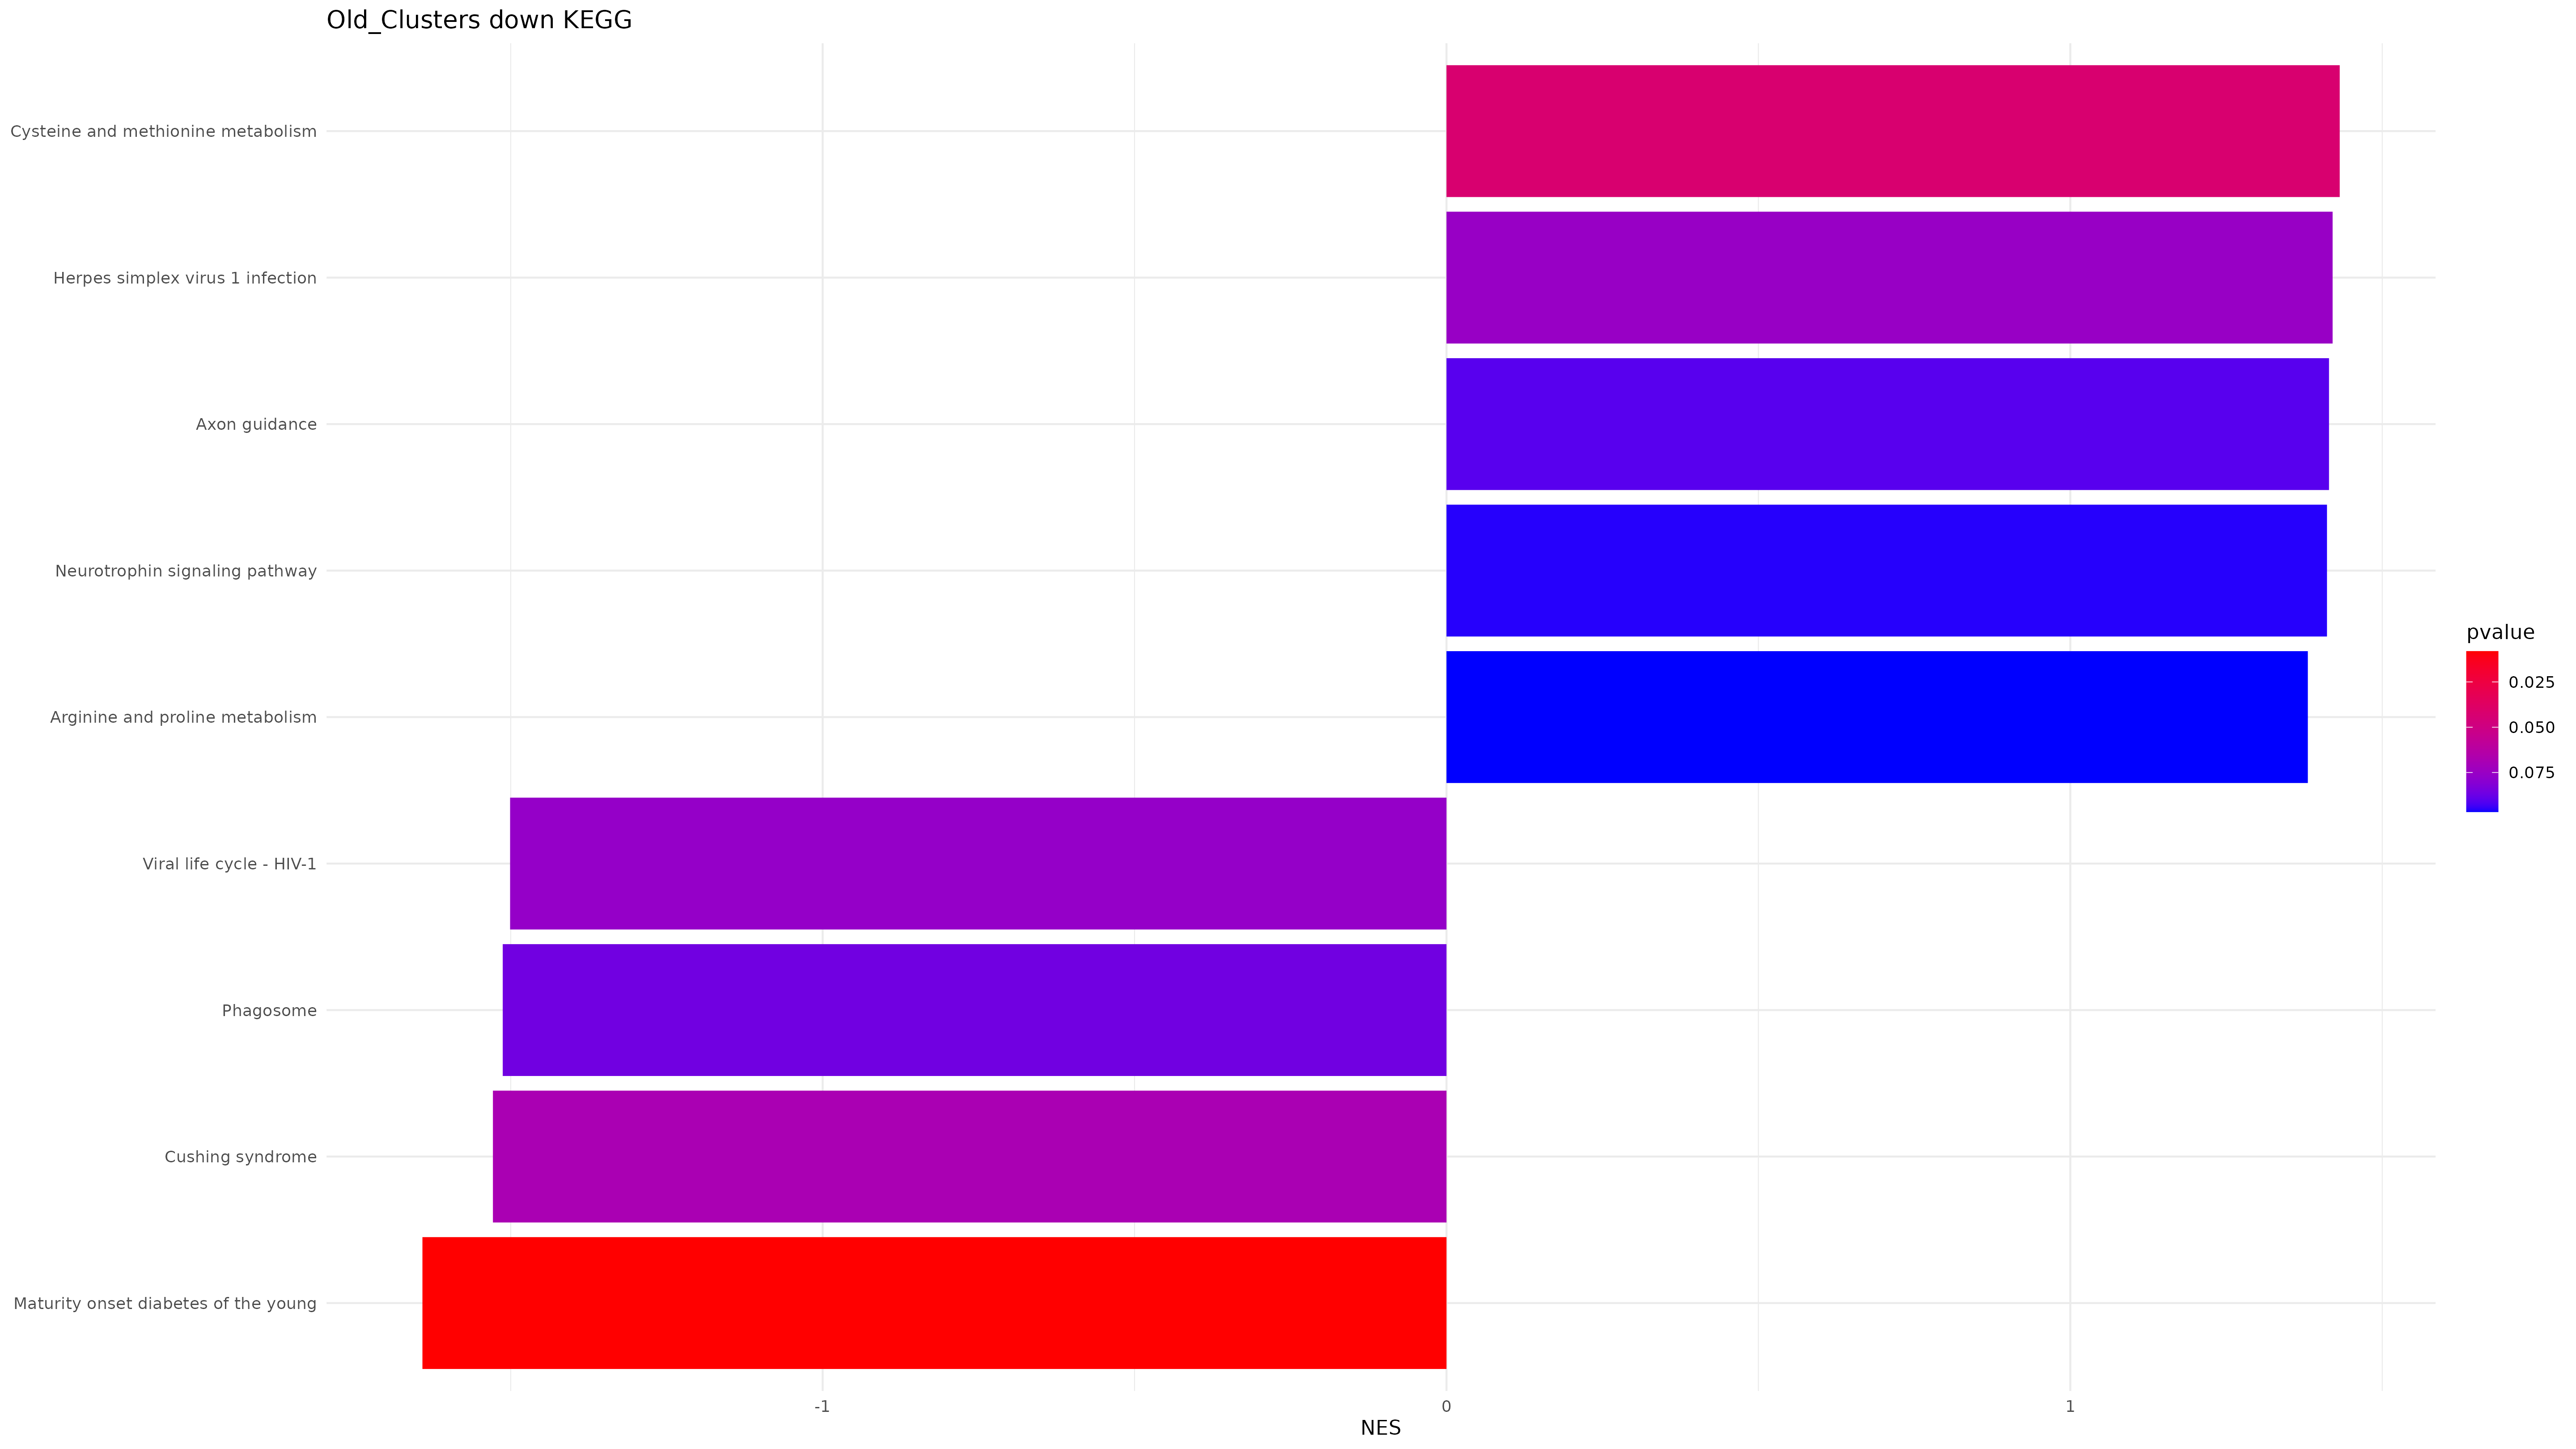 Old_Clusters down KEGG
Cysteine and methionine metabolism
Herpes simplex virus 1 infection
Axon guidance
Neurotrophin signaling pathway
Arginine and proline metabolism
Viral life cycle - HIV-1
Phagosome
Cushing syndrome
Maturity onset diabetes of the young
-1
0
1
NES
pvalue
0.025
0.050
0.075